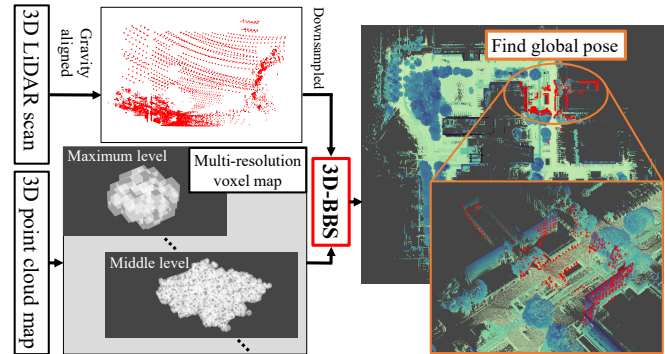 3D LiDAR scan
Gravity
aligned
Downsampled
Find global pose
Maximum level
Multi-resolution
voxel map
3D-BBS
3D point cloud map
Middle level